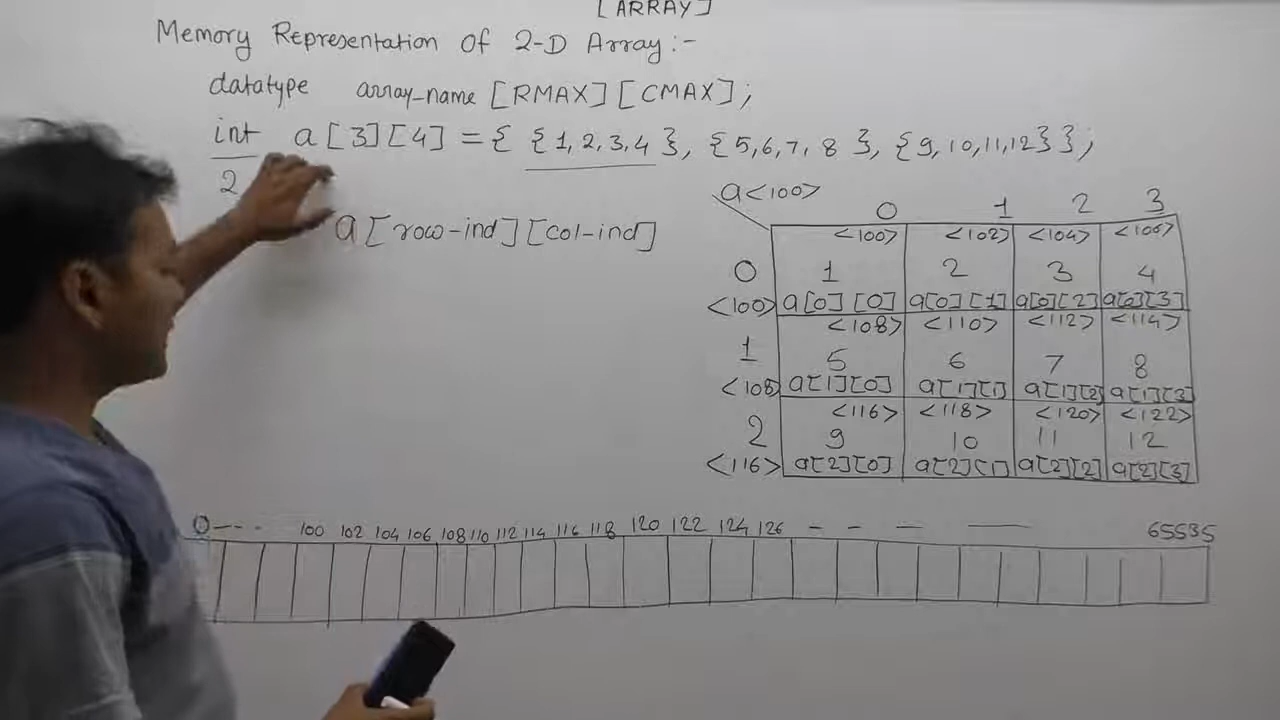 [ARRAY]
Memory Representation Of 2-D Array:-
datatype array-name [RMAX][CMAX];
int a[3][4] = { {1,2,3,4}, {5,6,7,8}, {9,10,11,12} };
2
a[row-ind][col-ind]
a<100>
0 1 2 3
<100> <102> <104> <106>
0 1 2 3 4
<100> a[0][0] a[0][1] a[0][2] a[0][3]
<108> <110> <112> <114>
1 5 6 7 8
<108> a[1][0] a[1][1] a[1][2] a[1][3]
<116> <118> <120> <122>
2 9 10 11 12
<116> a[2][0] a[2][1] a[2][2] a[2][3]
0--- 100 102 104 106 108 110 112 114 116 118 120 122 124 126 - - - — 65535